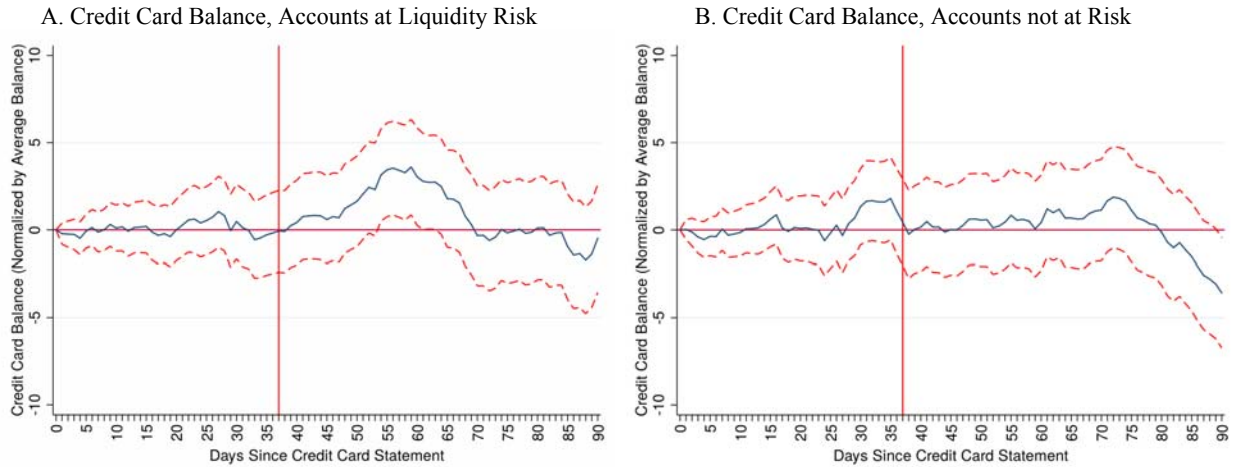 A. Credit Card Balance, Accounts at Liquidity Risk
Credit Card Balance (Normalized by Average Balance)
10
5
0
-5
-10
0 5 10 15 20 25 30 35 40 45 50 55 60 65 70 75 80 85 90
Days Since Credit Card Statement
B. Credit Card Balance, Accounts not at Risk
Credit Card Balance (Normalized by Average Balance)
10
5
0
-5
-10
0 5 10 15 20 25 30 35 40 45 50 55 60 65 70 75 80 85 90
Days Since Credit Card Statement